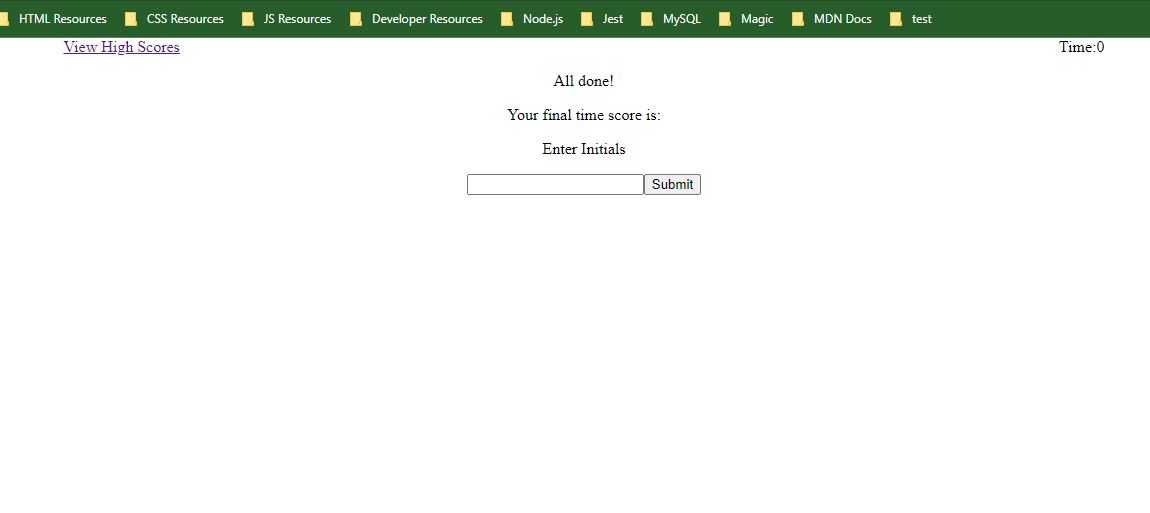 HTML Resources CSS Resources JS Resources Developer Resources Node.js Jest MySQL Magic MDN Docs test
View High Scores Time:0
All done!
Your final time score is:
Enter Initials
Submit